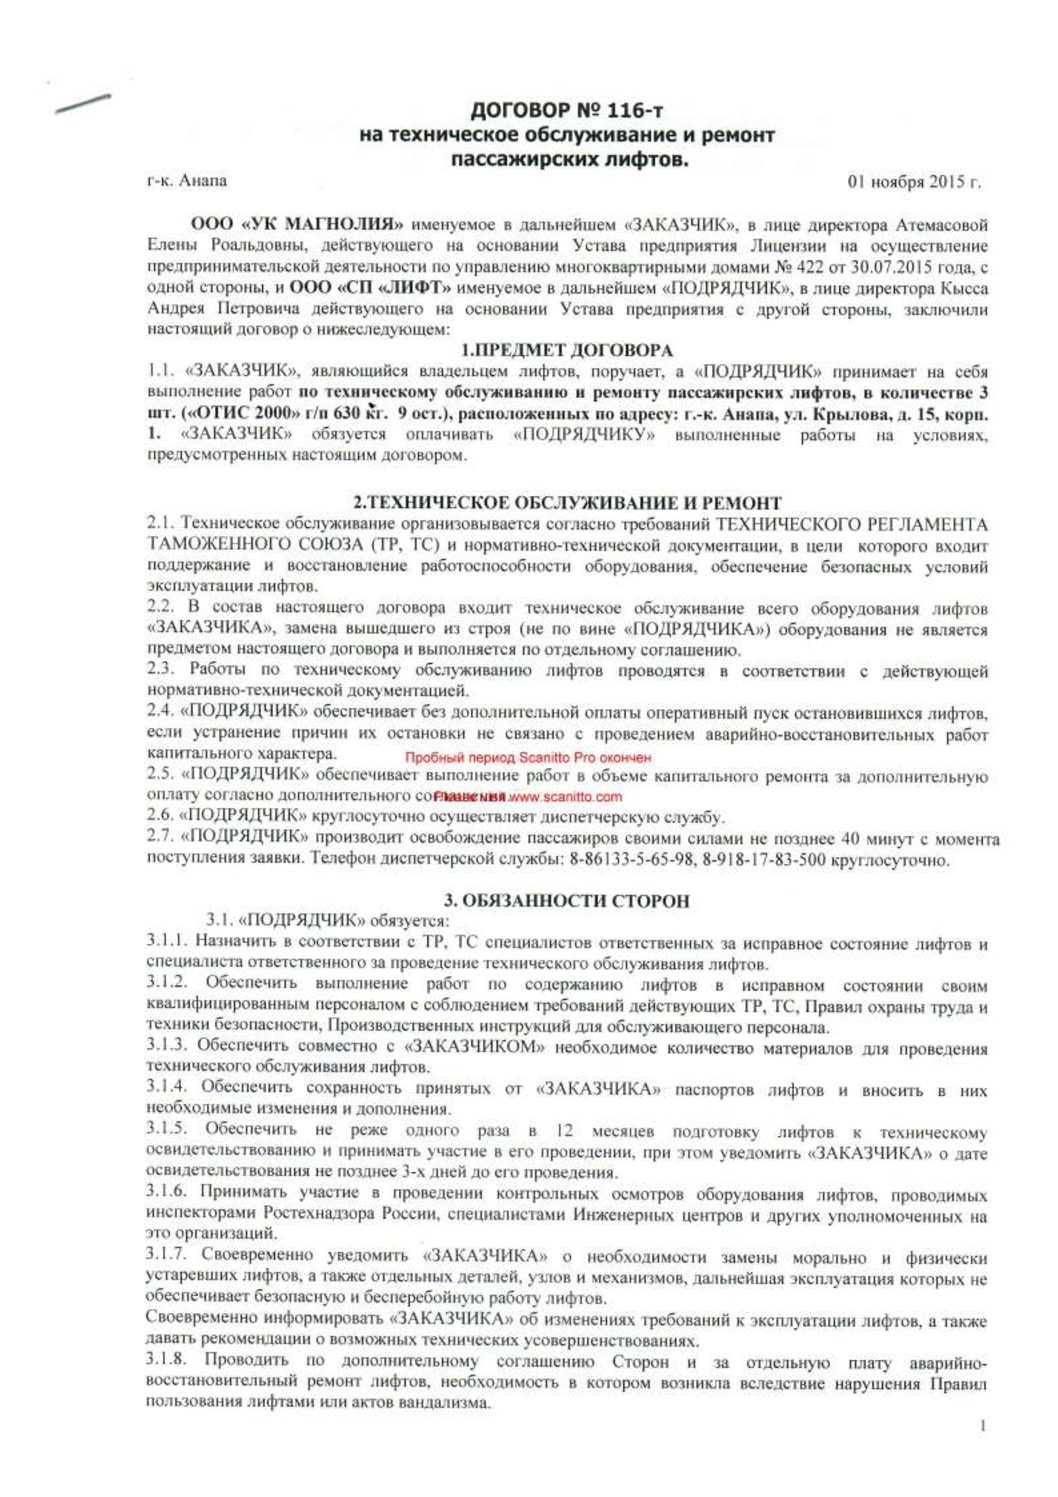 ДОГОВОР № 116-т
на техническое обслуживание и ремонт
пассажирских лифтов.
г-к. Анапа 01 ноября 2015 г.
ООО «УК МАГНОЛИЯ» именуемое в дальнейшем «ЗАКАЗЧИК», в лице директора Атемасовой
Елены Роальдовны, действующего на основании Устава предприятия Лицензии на осуществление
предпринимательской деятельности по управлению многоквартирными домами № 422 от 30.07.2015 года, с
одной стороны, и ООО «СП «ЛИФТ» именуемое в дальнейшем «ПОДРЯДЧИК», в лице директора Кысса
Андрея Петровича действующего на основании Устава предприятия с другой стороны, заключили
настоящий договор о нижеследующем:
1.ПРЕДМЕТ ДОГОВОРА
1.1. «ЗАКАЗЧИК», являющийся владельцем лифтов, поручает, а «ПОДРЯДЧИК» принимает на себя
выполнение работ по техническому обслуживанию и ремонту пассажирских лифтов, в количестве 3
шт. («ОТИС 2000» г/п 630 кг. 9 ост.), расположенных по адресу: г.-к. Анапа, ул. Крылова, д. 15, корп.
1. «ЗАКАЗЧИК» обязуется оплачивать «ПОДРЯДЧИКУ» выполненные работы на условиях,
предусмотренных настоящим договором.
2.ТЕХНИЧЕСКОЕ ОБСЛУЖИВАНИЕ И РЕМОНТ
2.1. Техническое обслуживание организовывается согласно требований ТЕХНИЧЕСКОГО РЕГЛАМЕНТА
ТАМОЖЕННОГО СОЮЗА (ТР, ТС) и нормативно-технической документации, в цели которого входит
поддержание и восстановление работоспособности оборудования, обеспечение безопасных условий
эксплуатации лифтов.
2.2. В состав настоящего договора входит техническое обслуживание всего оборудования лифтов
«ЗАКАЗЧИКА», замена вышедшего из строя (не по вине «ПОДРЯДЧИКА») оборудования не является
предметом настоящего договора и выполняется по отдельному соглашению.
2.3. Работы по техническому обслуживанию лифтов проводятся в соответствии с действующей
нормативно-технической документацией.
2.4. «ПОДРЯДЧИК» обеспечивает без дополнительной оплаты оперативный пуск остановившихся лифтов,
если устранение причин их остановки не связано с проведением аварийно-восстановительных работ
капитального характера. Пробный период Scanitto Pro окончен
2.5. «ПОДРЯДЧИК» обеспечивает выполнение работ в объеме капитального ремонта за дополнительную
оплату согласно дополнительного www.scanitto.com
2.6. «ПОДРЯДЧИК» круглосуточно осуществляет диспетчерскую службу.
2.7. «ПОДРЯДЧИК» производит освобождение пассажиров своими силами не позднее 40 минут с момента
поступления заявки. Телефон диспетчерской службы: 8-86133-5-65-98, 8-918-17-83-500 круглосуточно.
3. ОБЯЗАННОСТИ СТОРОН
3.1. «ПОДРЯДЧИК» обязуется:
3.1.1. Назначить в соответствии с ТР, ТС специалистов ответственных за исправное состояние лифтов и
специалиста ответственного за проведение технического обслуживания лифтов.
3.1.2. Обеспечить выполнение работ по содержанию лифтов в исправном состоянии своим
квалифицированным персоналом с соблюдением требований действующих ТР, ТС, Правил охраны труда и
техники безопасности, Производственных инструкций для обслуживающего персонала.
3.1.3. Обеспечить совместно с «ЗАКАЗЧИКОМ» необходимое количество материалов для проведения
технического обслуживания лифтов.
3.1.4. Обеспечить сохранность принятых от «ЗАКАЗЧИКА» паспортов лифтов и вносить в них
необходимые изменения и дополнения.
3.1.5. Обеспечить не реже одного раза в 12 месяцев подготовку лифтов к техническому
освидетельствованию и принимать участие в его проведении, при этом уведомить «ЗАКАЗЧИКА» о дате
освидетельствования не позднее 3-х дней до его проведения.
3.1.6. Принимать участие в проведении контрольных осмотров оборудования лифтов, проводимых
инспекторами Ростехнадзора России, специалистами Инженерных центров и других уполномоченных на
это организаций.
3.1.7. Своевременно уведомить «ЗАКАЗЧИКА» о необходимости замены морально и физически
устаревших лифтов, а также отдельных деталей, узлов и механизмов, дальнейшая эксплуатация которых не
обеспечивает безопасную и бесперебойную работу лифтов.
Своевременно информировать «ЗАКАЗЧИКА» об изменениях требований к эксплуатации лифтов, а также
давать рекомендации о возможных технических усовершенствованиях.
3.1.8. Проводить по дополнительному соглашению Сторон и за отдельную плату аварийно-
восстановительный ремонт лифтов, необходимость в котором возникла вследствие нарушения Правил
пользования лифтами или актов вандализма.
1